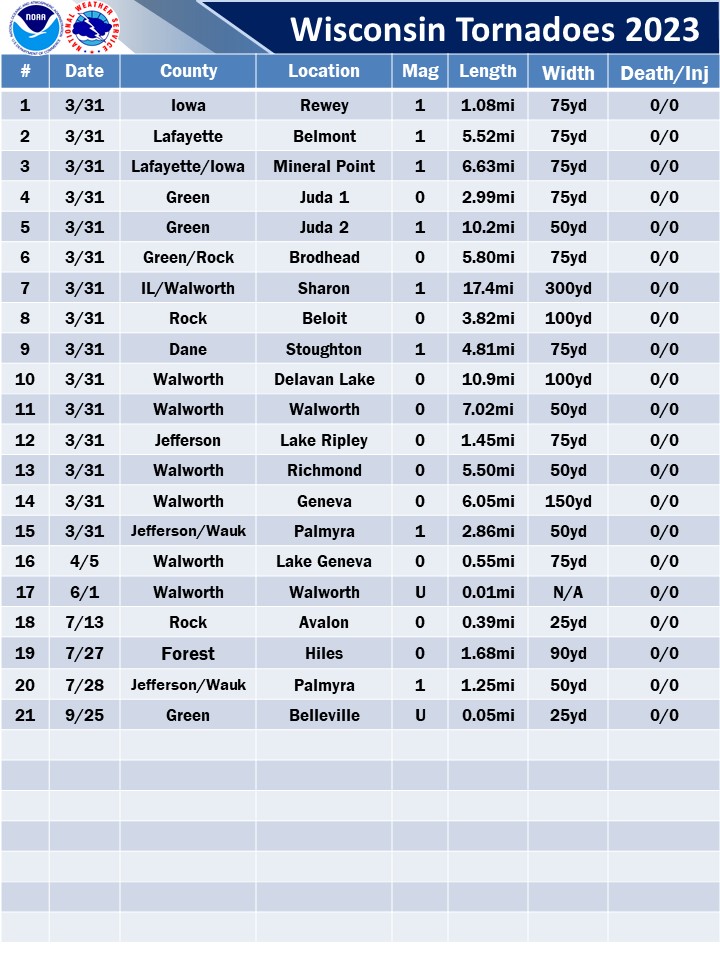 NOAA
NATIONAL WEATHER SERVICE
Wisconsin Tornadoes 2023
# Date County Location Mag Length Width Death/Inj
1 3/31 Iowa Rewey 1 1.08mi 75yd 0/0
2 3/31 Lafayette Belmont 1 5.52mi 75yd 0/0
3 3/31 Lafayette/Iowa Mineral Point 1 6.63mi 75yd 0/0
4 3/31 Green Juda 1 0 2.99mi 75yd 0/0
5 3/31 Green Juda 2 1 10.2mi 50yd 0/0
6 3/31 Green/Rock Brodhead 0 5.80mi 75yd 0/0
7 3/31 IL/Walworth Sharon 1 17.4mi 300yd 0/0
8 3/31 Rock Beloit 0 3.82mi 100yd 0/0
9 3/31 Dane Stoughton 1 4.81mi 75yd 0/0
10 3/31 Walworth Delavan Lake 0 10.9mi 100yd 0/0
11 3/31 Walworth Walworth 0 7.02mi 50yd 0/0
12 3/31 Jefferson Lake Ripley 0 1.45mi 75yd 0/0
13 3/31 Walworth Richmond 0 5.50mi 50yd 0/0
14 3/31 Walworth Geneva 0 6.05mi 150yd 0/0
15 3/31 Jefferson/Wauk Palmyra 1 2.86mi 50yd 0/0
16 4/5 Walworth Lake Geneva 0 0.55mi 75yd 0/0
17 6/1 Walworth Walworth U 0.01mi N/A 0/0
18 7/13 Rock Avalon 0 0.39mi 25yd 0/0
19 7/27 Forest Hiles 0 1.68mi 90yd 0/0
20 7/28 Jefferson/Wauk Palmyra 1 1.25mi 50yd 0/0
21 9/25 Green Belleville U 0.05mi 25yd 0/0